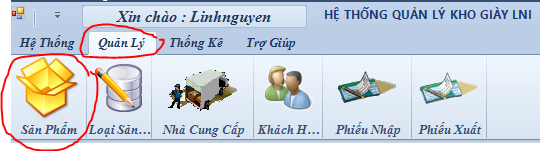 Xin chào : Linhnguyen
HỆ THỐNG QUẢN LÝ KHO GIÀY LNI
Hệ Thống Quản Lý Thống Kê Trợ Giúp
Sản Phẩm Loại Sản... Nhà Cung Cấp Khách H... Phiếu Nhập Phiếu Xuất